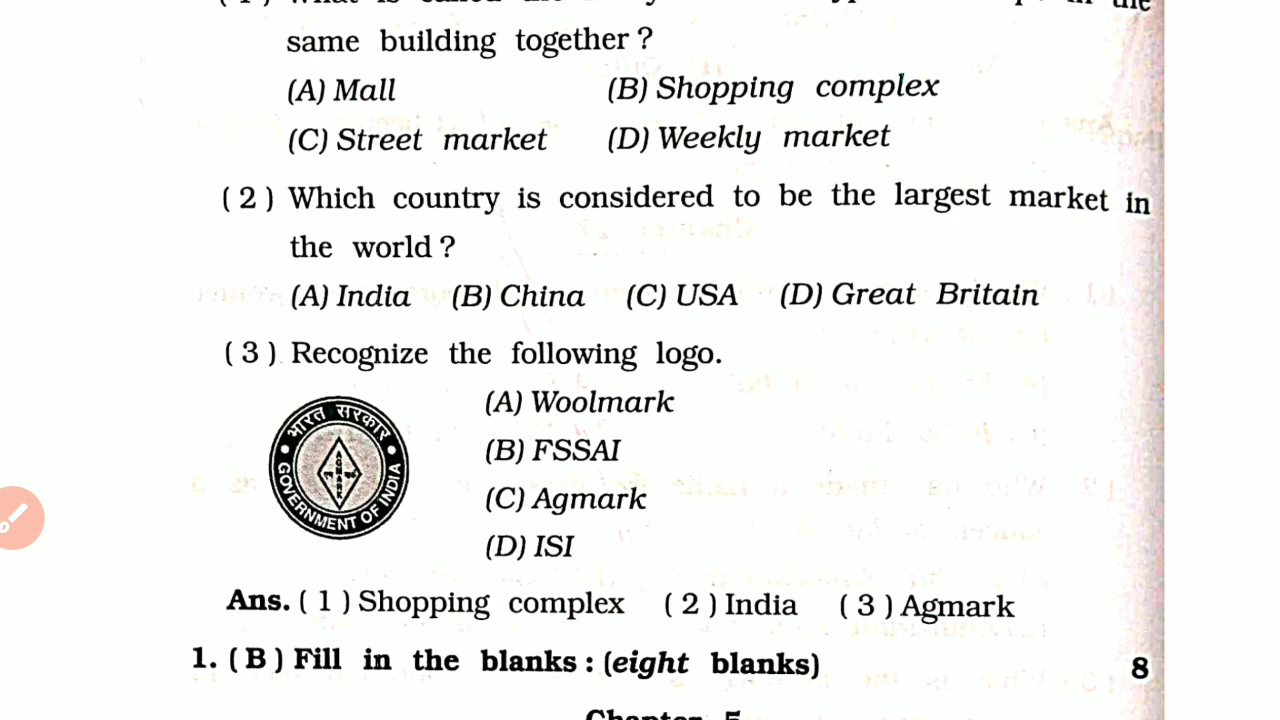 same building together ?
(A) Mall (B) Shopping complex
(C) Street market (D) Weekly market
( 2 ) Which country is considered to be the largest market in
the world ?
(A) India (B) China (C) USA (D) Great Britain
( 3 ) Recognize the following logo.
भारत सरकार
AGMARK
GOVERNMENT OF INDIA
(A) Woolmark
(B) FSSAI
(C) Agmark
(D) ISI
Ans. ( 1 ) Shopping complex ( 2 ) India ( 3 ) Agmark
1. ( B ) Fill in the blanks : (eight blanks) 8
Chapter 5